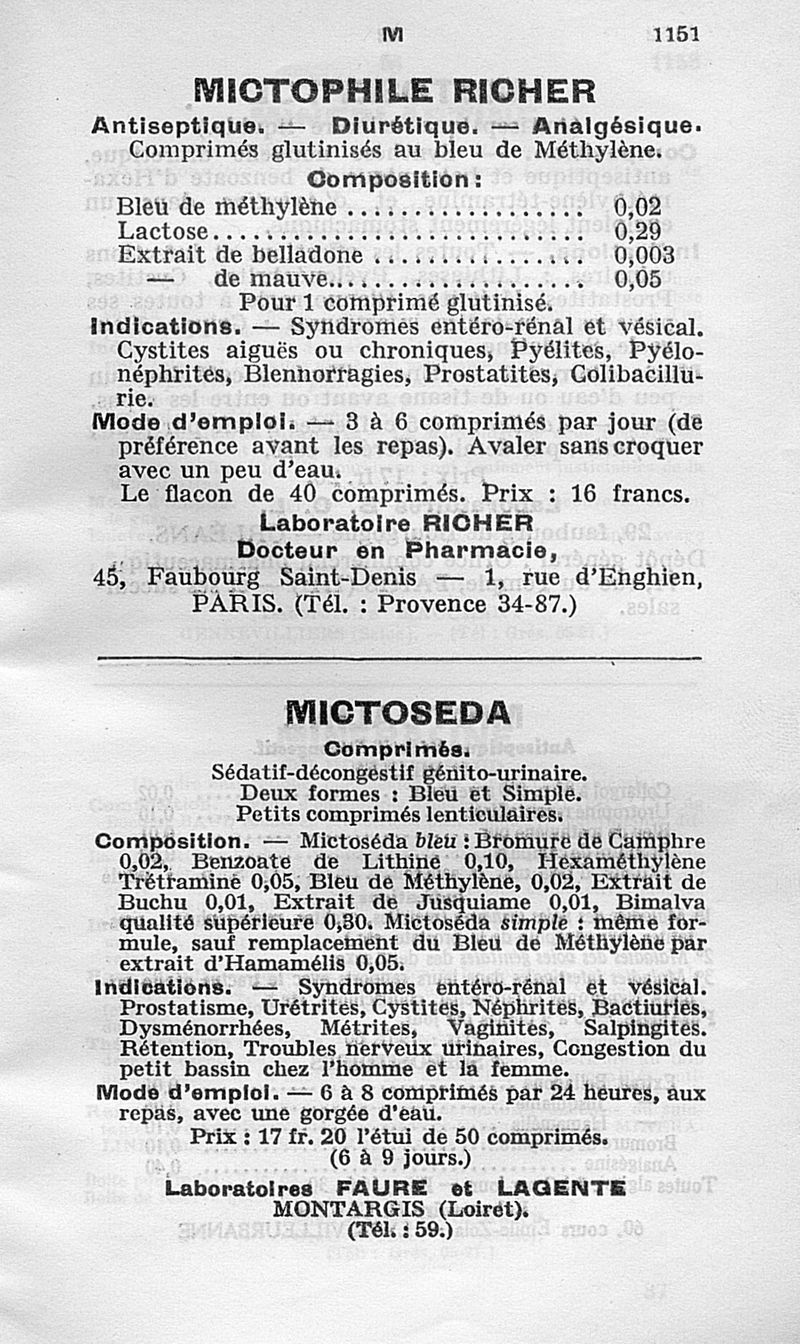 M 1151
MICTOPHILE RICHER
Antiseptique. — Diurétique. — Analgésique.
Comprimés glutinisés au bleu de Méthylène.
Composition :
Bleu de méthylène .................. 0,02
Lactose............................ 0,29
Extrait de belladone ................ 0,003
— de mauve................... 0,05
Pour 1 comprimé glutinisé.
Indications. — Syndromes entéro-rénal et vésical.
Cystites aiguës ou chroniques, Pyélites, Pyélo-
néphrites, Blennorragies, Prostatites, Colibacillu-
rie.
Mode d'emploi. — 3 à 6 comprimés par jour (de
préférence avant les repas). Avaler sans croquer
avec un peu d'eau.
Le flacon de 40 comprimés. Prix : 16 francs.
Laboratoire RICHER
Docteur en Pharmacie,
45, Faubourg Saint-Denis — 1, rue d'Enghien,
PARIS. (Tél. : Provence 34-87.)
MICTOSEDA
Comprimés.
Sédatif-décongestif génito-urinaire.
Deux formes : Bleu et Simple.
Petits comprimés lenticulaires.
Composition. — Mictoséda bleu : Bromure de Camphre
0,02, Benzoate de Lithine 0,10, Hexaméthylène
Trétramine 0,05, Bleu de Méthylène, 0,02, Extrait de
Buchu 0,01, Extrait de Jusquiame 0,01, Bimalva
qualité supérieure 0,30. Mictoséda simple : même for-
mule, sauf remplacement du Bleu de Méthylène par
extrait d'Hamamélis 0,05.
Indications. — Syndromes entéro-rénal et vésical.
Prostatisme, Urétrites, Cystites, Néphrites, Bactiuries,
Dysménorrhées, Métrites, Vaginites, Salpingites.
Rétention, Troubles nerveux urinaires, Congestion du
petit bassin chez l'homme et la femme.
Mode d'emploi. — 6 à 8 comprimés par 24 heures, aux
repas, avec une gorgée d'eau.
Prix : 17 fr. 20 l'étui de 50 comprimés.
(6 à 9 jours.)
Laboratoires FAURE et LAGENTE
MONTARGIS (Loiret).
(Tél. : 59.)